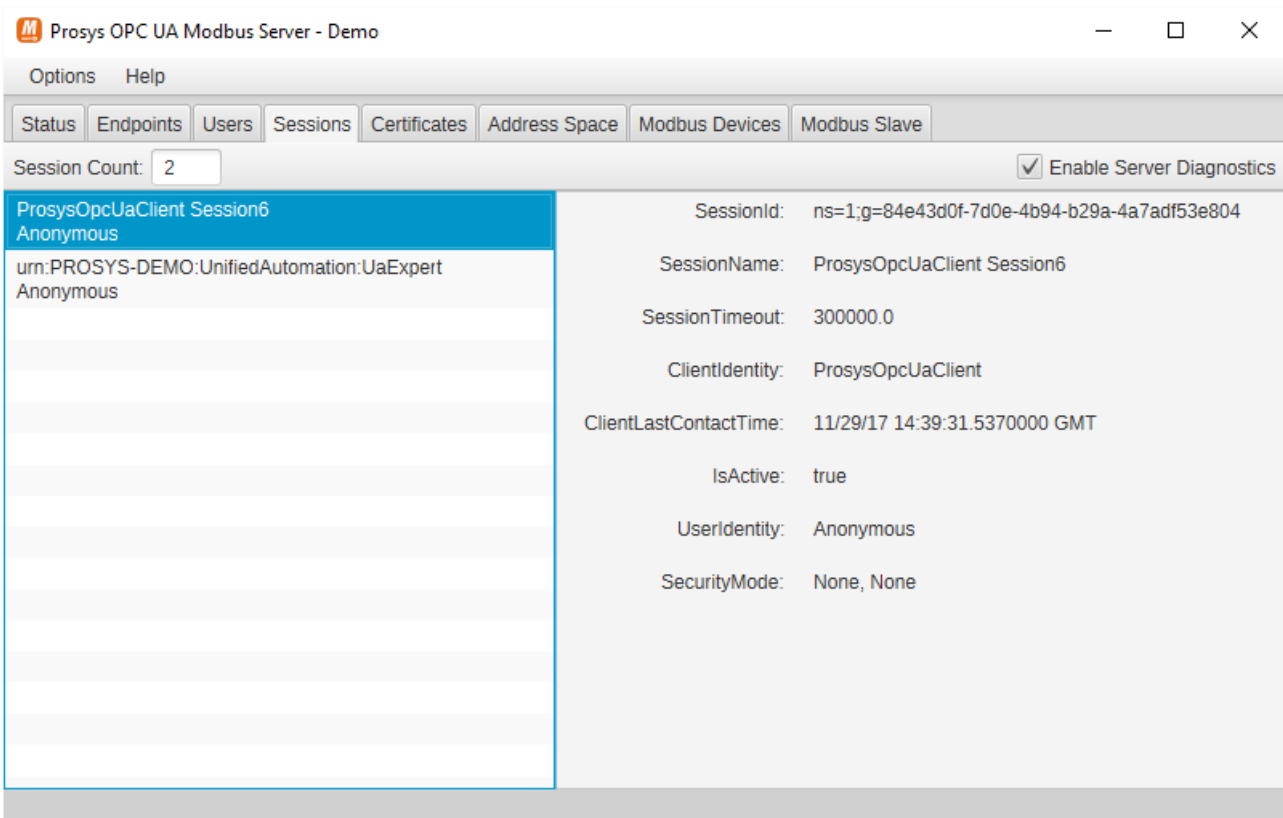 Prosys OPC UA Modbus Server - Demo
Options Help
Status Endpoints Users Sessions Certificates Address Space Modbus Devices Modbus Slave
Session Count: 2 Enable Server Diagnostics
ProsysOpcUaClient Session6
Anonymous
urn:PROSYS-DEMO:UnifiedAutomation:UaExpert
Anonymous
SessionId: ns=1;g=84e43d0f-7d0e-4b94-b29a-4a7adf53e804
SessionName: ProsysOpcUaClient Session6
SessionTimeout: 300000.0
ClientIdentity: ProsysOpcUaClient
ClientLastContactTime: 11/29/17 14:39:31.5370000 GMT
IsActive: true
UserIdentity: Anonymous
SecurityMode: None, None